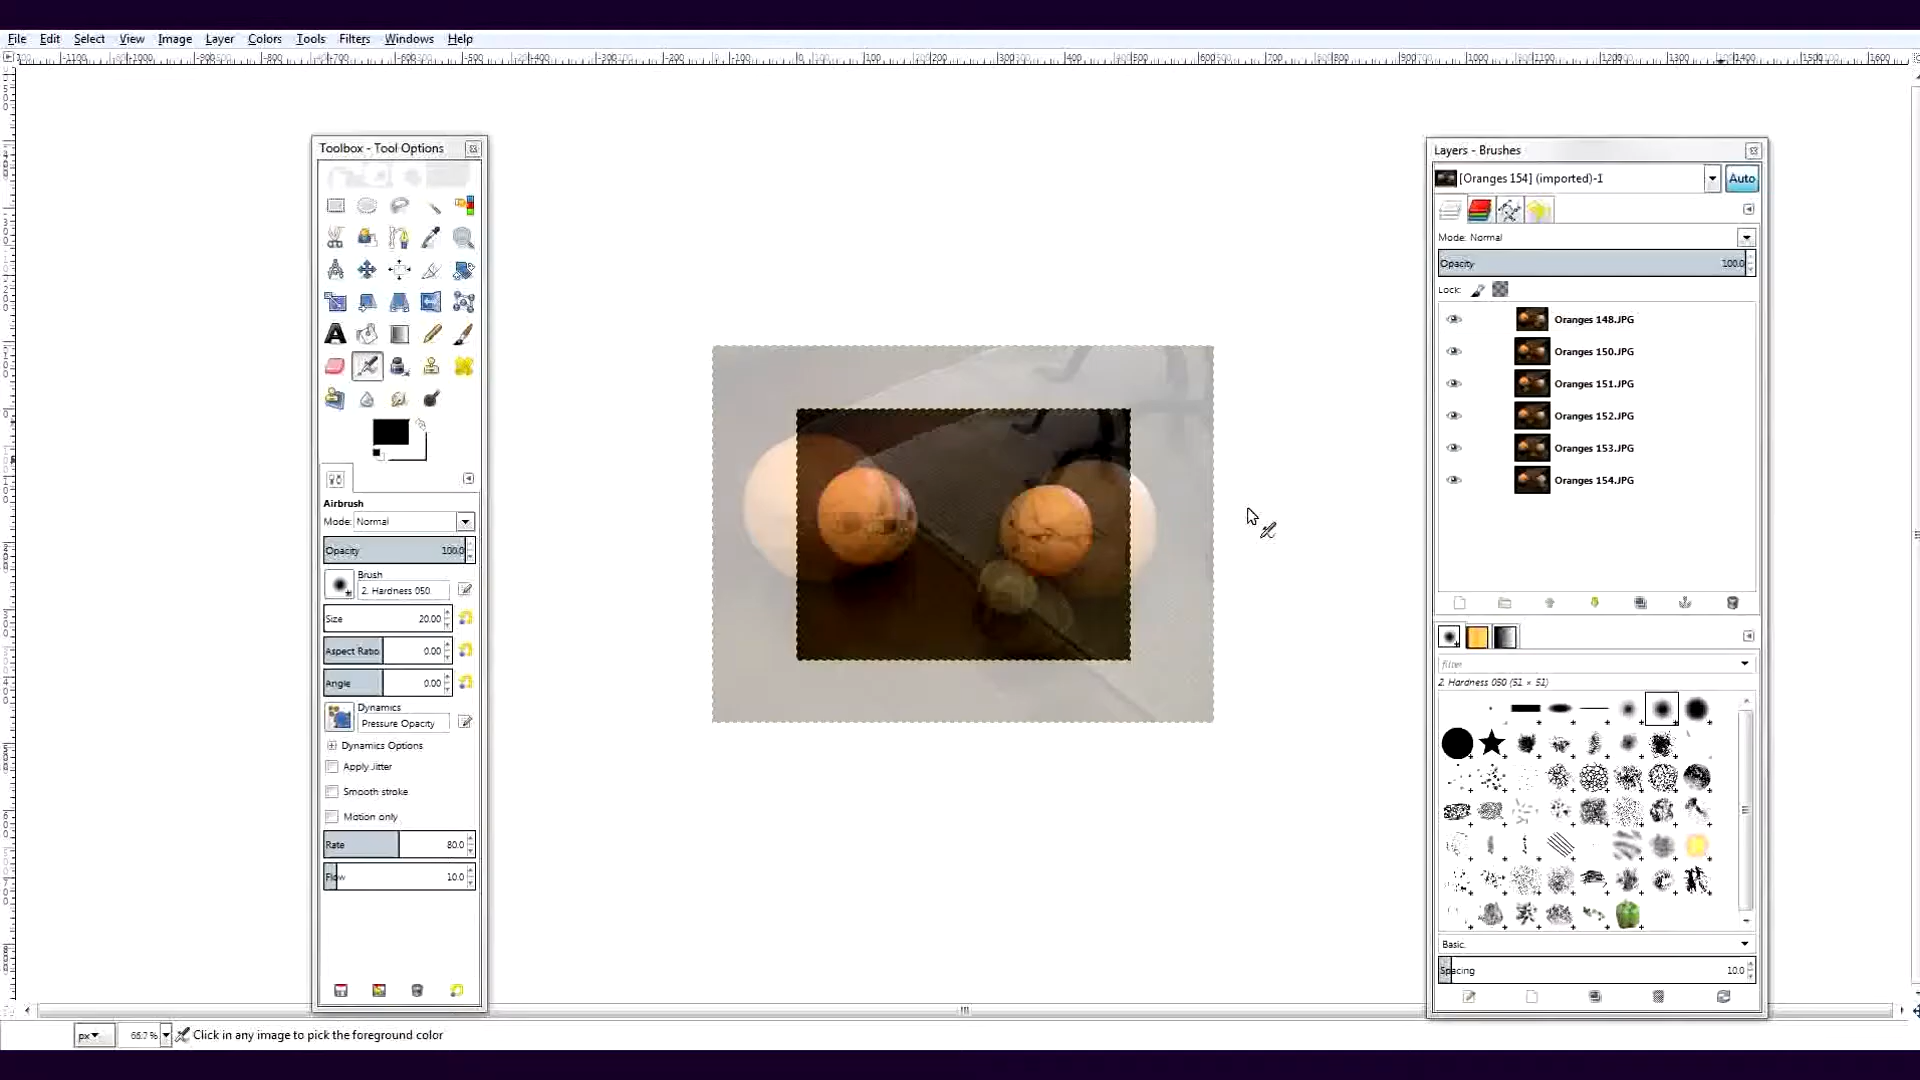 File Edit Select View Image Layer Colors Tools Filters Windows Help
Toolbox - Tool Options
Airbrush
Mode: Normal
Opacity 100.0
Brush
2. Hardness 050
Size 20.00
Aspect Ratio 0.00
Angle 0.00
Dynamics
Pressure Opacity
Dynamics Options
Apply Jitter
Smooth stroke
Motion only
Rate 80.0
Flow 10.0
Layers - Brushes
[Oranges 154] (imported)-1
Auto
Mode: Normal
Opacity 100.0
Lock:
Oranges 148.JPG
Oranges 150.JPG
Oranges 151.JPG
Oranges 152.JPG
Oranges 153.JPG
Oranges 154.JPG
filter
2. Hardness 050 (51 × 51)
Basic
Spacing 10.0
px 66.7% Click in any image to pick the foreground color